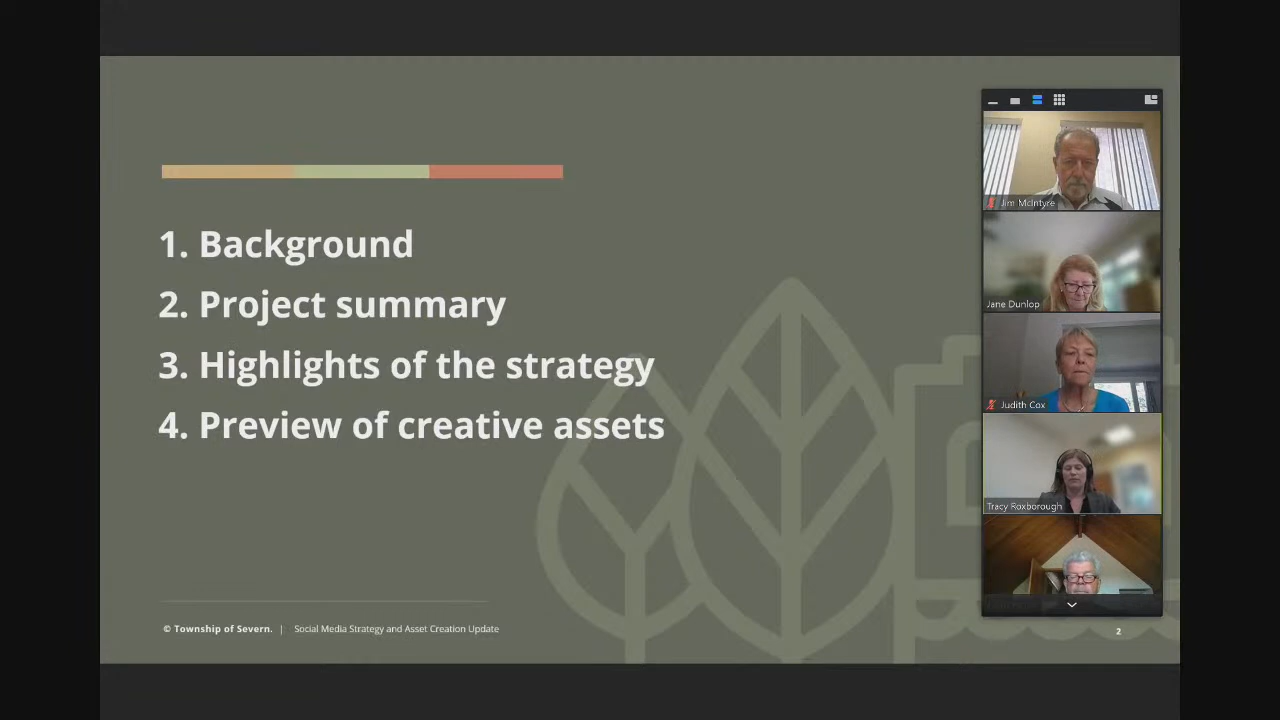 1. Background
2. Project summary
3. Highlights of the strategy
4. Preview of creative assets
© Township of Severn. | Social Media Strategy and Asset Creation Update
2
Jim McIntyre
Jane Dunlop
Judith Cox
Tracy Roxborough